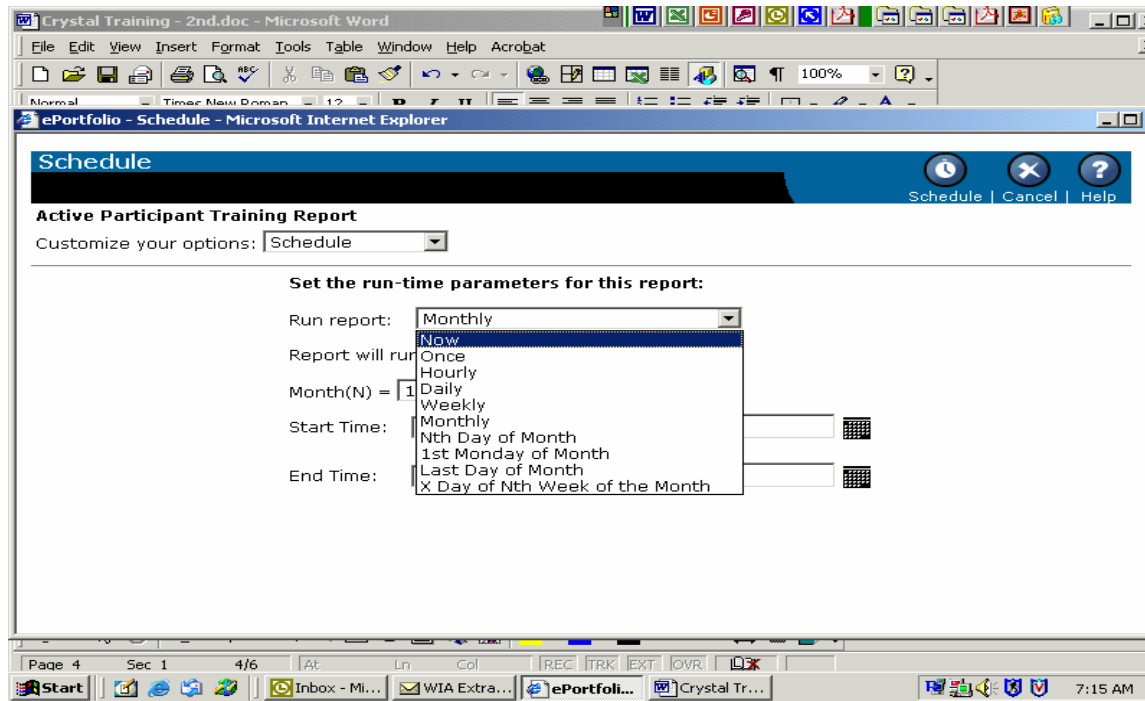 Crystal Training - 2nd.doc - Microsoft Word
File Edit View Insert Format Tools Table Window Help Acrobat
100%
Normal Times New Roman 12 B I U A
ePortfolio - Schedule - Microsoft Internet Explorer
Schedule
Schedule | Cancel | Help
Active Participant Training Report
Customize your options: Schedule
Set the run-time parameters for this report:
Run report: Monthly
Now
Report will run
Once
Hourly
Month(N) = 1
Daily
Weekly
Monthly
Start Time:
Nth Day of Month
1st Monday of Month
Last Day of Month
End Time:
X Day of Nth Week of the Month
Page 4 Sec 1 4/6 At Ln Col REC TRK EXT OVR
Start Inbox - Mi... WIA Extra... ePortfoli... Crystal Tr... 7:15 AM